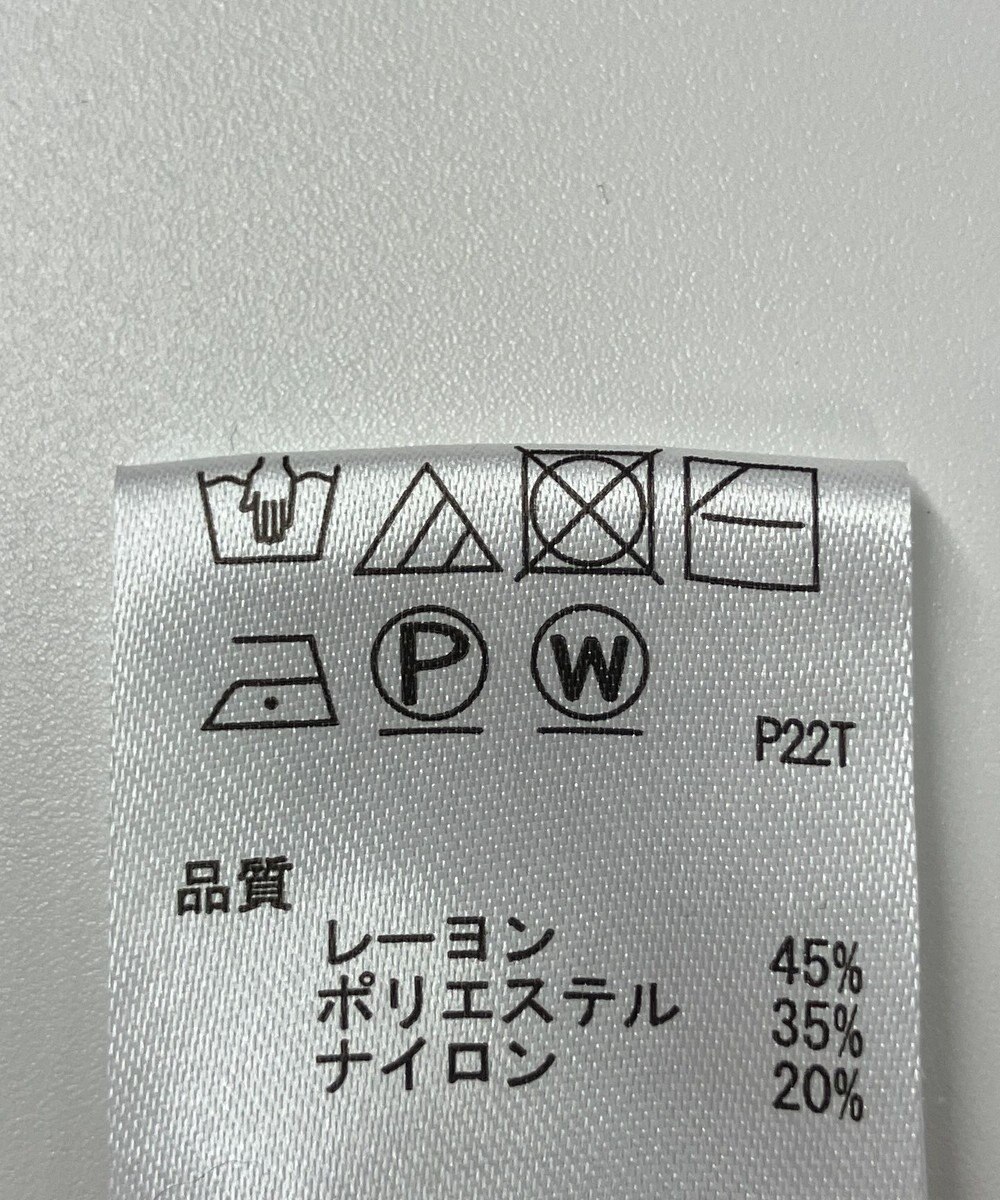 P W
P22T
品質
レーヨン 45%
ポリエステル 35%
ナイロン 20%